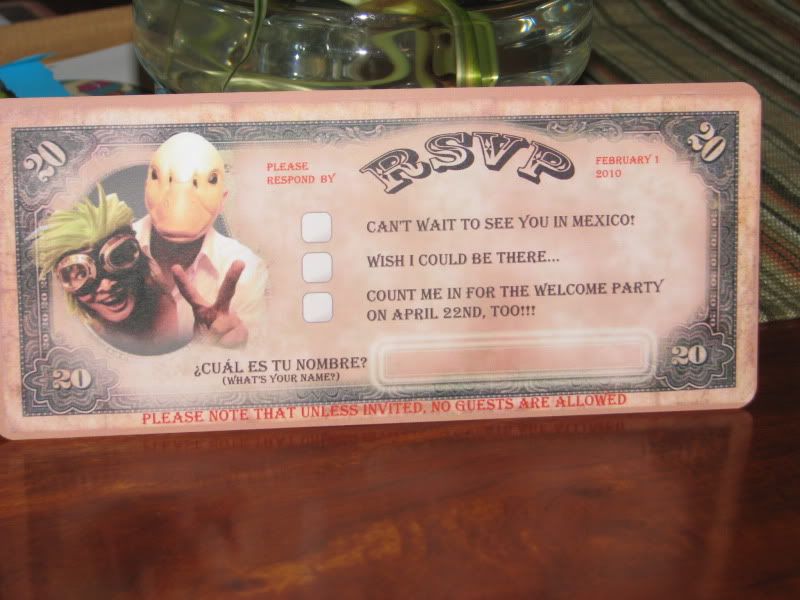 20
20
PLEASE
RESPOND BY
RSVP
FEBRUARY 1
2010
CAN'T WAIT TO SEE YOU IN MEXICO!
WISH I COULD BE THERE...
COUNT ME IN FOR THE WELCOME PARTY
ON APRIL 22ND, TOO!!!
¿CUÁL ES TU NOMBRE?
(WHAT'S YOUR NAME?)
20
20
PLEASE NOTE THAT UNLESS INVITED, NO GUESTS ARE ALLOWED